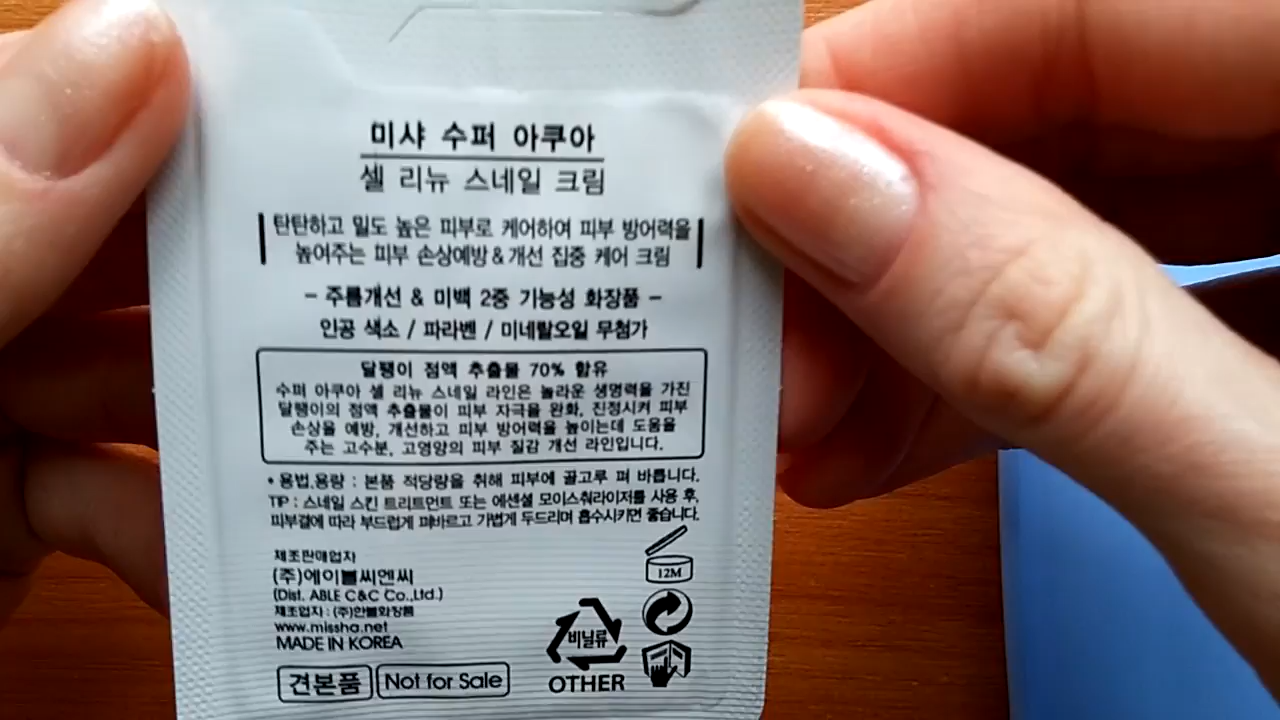 미샤 수퍼 아쿠아
셀 리뉴 스네일 크림
탄탄하고 밀도 높은 피부로 케어하여 피부 방어력을
높여주는 피부 손상예방 & 개선 집중 케어 크림
– 주름개선 & 미백 2중 기능성 화장품 –
인공 색소 / 파라벤 / 미네랄오일 무첨가
달팽이 점액 추출물 70% 함유
수퍼 아쿠아 셀 리뉴 스네일 라인은 놀라운 생명력을 가진
달팽이의 점액 추출물이 피부 자극을 완화, 진정시켜 피부
손상을 예방, 개선하고 피부 방어력을 높이는데 도움을
주는 고수분, 고영양의 피부 질감 개선 라인입니다.
• 용법,용량 : 본품 적당량을 취해 피부에 골고루 펴 바릅니다.
TIP : 스네일 스킨 트리트먼트 또는 에센셜 모이스춰라이저를 사용 후,
피부결에 따라 부드럽게 펴바르고 가볍게 두드리며 흡수시키면 좋습니다.
제조판매업자
(주)에이블씨엔씨
(Dist. ABLE C&C Co.,Ltd.)
제조업자 : (주)한불화장품
www.missha.net
MADE IN KOREA
12M
비닐류
OTHER
견본품
Not for Sale